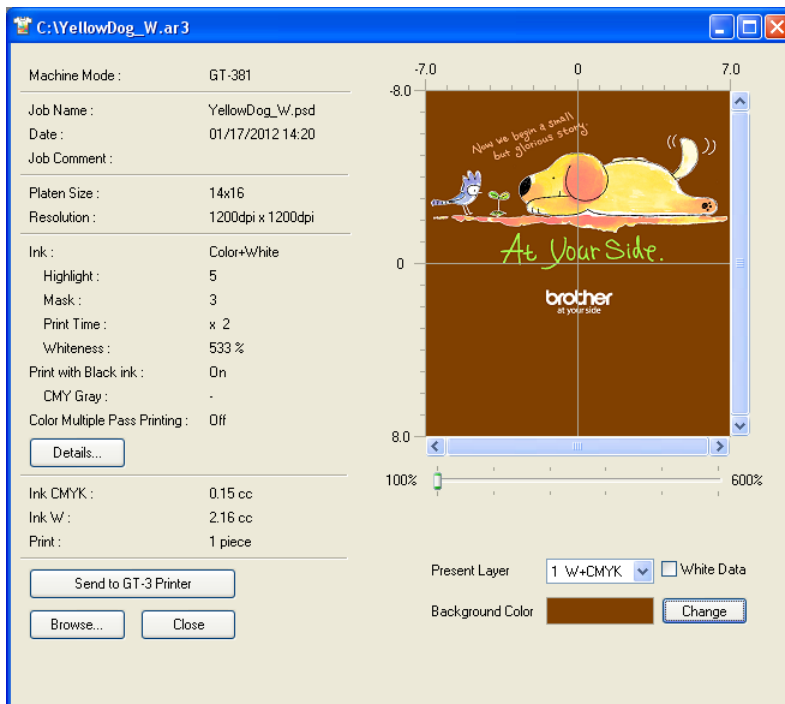 C:\YellowDog_W.ar3
Machine Mode : GT-381
Job Name : YellowDog_W.psd
Date : 01/17/2012 14:20
Job Comment :
Platen Size : 14x16
Resolution : 1200dpi x 1200dpi
Ink : Color+White
Highlight : 5
Mask : 3
Print Time : x 2
Whiteness : 533 %
Print with Black ink : On
CMY Gray : -
Color Multiple Pass Printing : Off
Details...
Ink CMYK : 0.15 cc
Ink W : 2.16 cc
Print : 1 piece
Send to GT-3 Printer
Browse... Close
-7.0 0 7.0
-8.0
Now we begin a small
but glorious story.
At your Side.
0
brother
at your side
8.0
100% 600%
Present Layer 1 W+CMYK White Data
Background Color Change